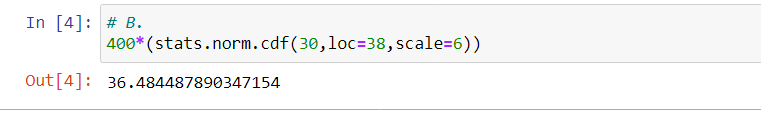 In [4]: # B.
400*(stats.norm.cdf(30,loc=38,scale=6))
Out[4]: 36.484487890347154